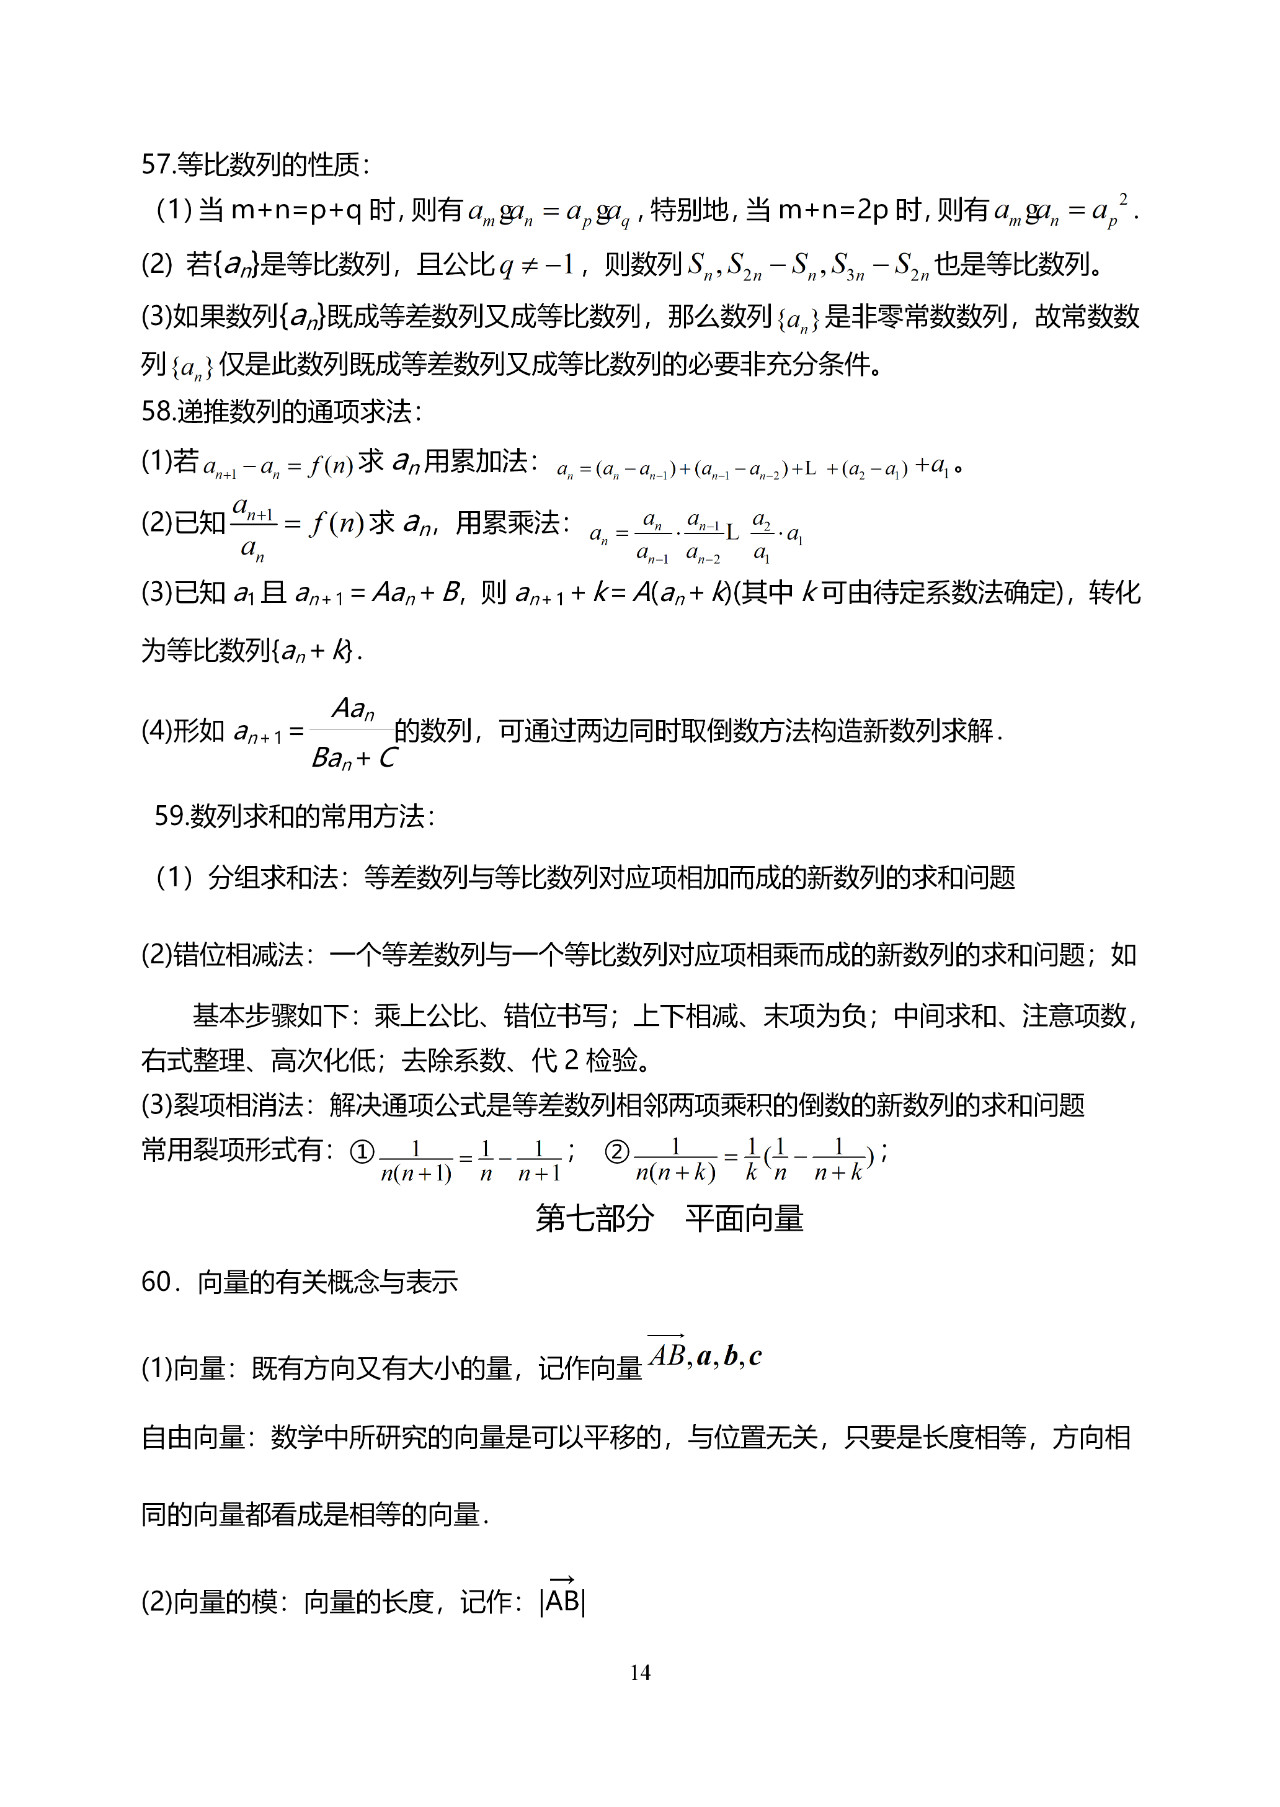 57.等比数列的性质：
（1）当 m+n=p+q 时，则有 a_m g a_n = a_p g a_q，特别地，当 m+n=2p 时，则有 a_m g a_n = a_p^2．
(2) 若{a_n}是等比数列，且公比 q ≠ −1，则数列 S_n, S_2n − S_n, S_3n − S_2n 也是等比数列。
(3)如果数列{a_n}既成等差数列又成等比数列，那么数列{a_n}是非零常数数列，故常数数
列{a_n}仅是此数列既成等差数列又成等比数列的必要非充分条件。
58.递推数列的通项求法：
(1)若 a_{n+1} − a_n = f(n) 求 a_n 用累加法：a_n = (a_n − a_{n−1}) + (a_{n−1} − a_{n−2}) + L + (a_2 − a_1) + a_1。
(2)已知 a_{n+1}/a_n = f(n) 求 a_n，用累乘法：a_n = a_n/a_{n−1} · a_{n−1}/a_{n−2} L a_2/a_1 · a_1
(3)已知 a_1 且 a_{n+1} = Aa_n + B，则 a_{n+1} + k = A(a_n + k)(其中 k 可由待定系数法确定)，转化
为等比数列{a_n + k}．
(4)形如 a_{n+1} = Aa_n/(Ba_n + C) 的数列，可通过两边同时取倒数方法构造新数列求解．
59.数列求和的常用方法：
（1）分组求和法：等差数列与等比数列对应项相加而成的新数列的求和问题
(2)错位相减法：一个等差数列与一个等比数列对应项相乘而成的新数列的求和问题；如
基本步骤如下：乘上公比、错位书写；上下相减、末项为负；中间求和、注意项数，
右式整理、高次化低；去除系数、代 2 检验。
(3)裂项相消法：解决通项公式是等差数列相邻两项乘积的倒数的新数列的求和问题
常用裂项形式有：① 1/(n(n+1)) = 1/n − 1/(n+1)； ② 1/(n(n+k)) = 1/k(1/n − 1/(n+k))；
第七部分 平面向量
60．向量的有关概念与表示
(1)向量：既有方向又有大小的量，记作向量 \overrightarrow{AB}, a, b, c
自由向量：数学中所研究的向量是可以平移的，与位置无关，只要是长度相等，方向相
同的向量都看成是相等的向量．
(2)向量的模：向量的长度，记作：|\overrightarrow{AB}|
14